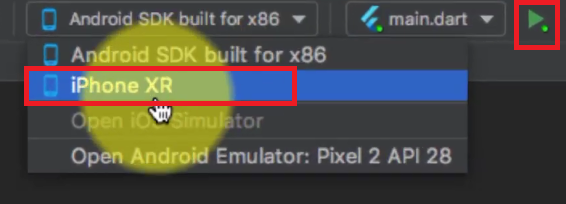 Android SDK built for x86 main.dart
Android SDK built for x86
iPhone XR
Open iOS Simulator
Open Android Emulator: Pixel 2 API 28